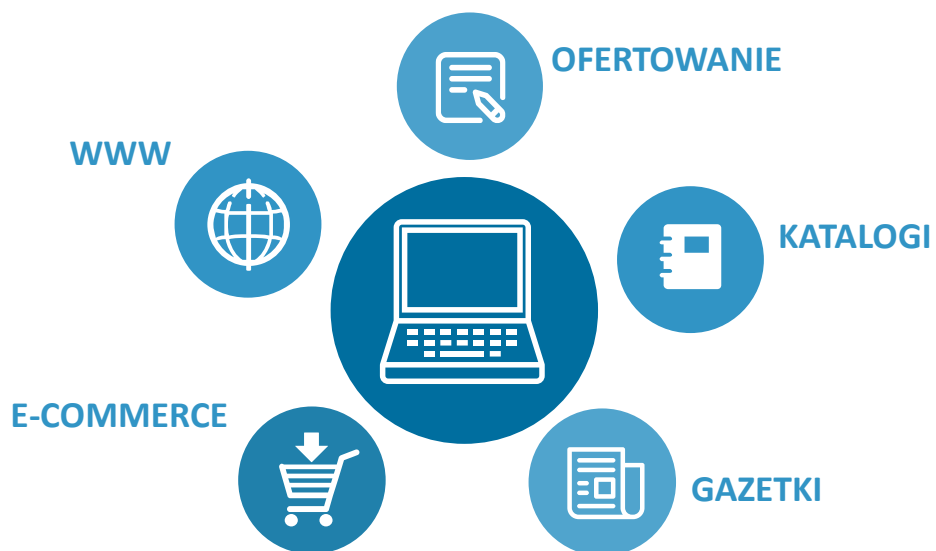 OFERTOWANIE
WWW
KATALOGI
E-COMMERCE
GAZETKI